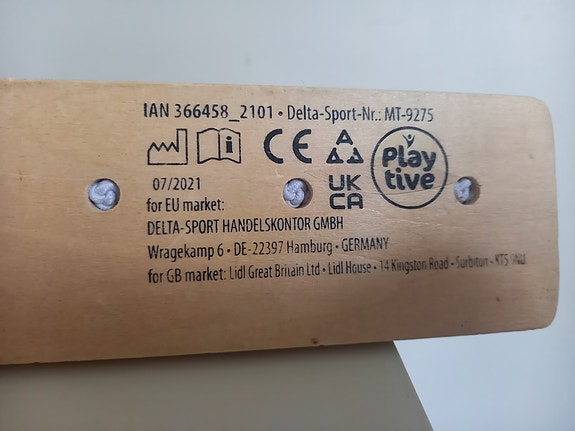 IAN 366458_2101 • Delta-Sport-Nr.: MT-9275
i CE UK CA Play tive
07/2021
for EU market:
DELTA-SPORT HANDELSKONTOR GMBH
Wragekamp 6 • DE-22397 Hamburg • GERMANY
for GB market: Lidl Great Britain Ltd • Lidl House • 14 Kingston Road • Surbiton • KT5